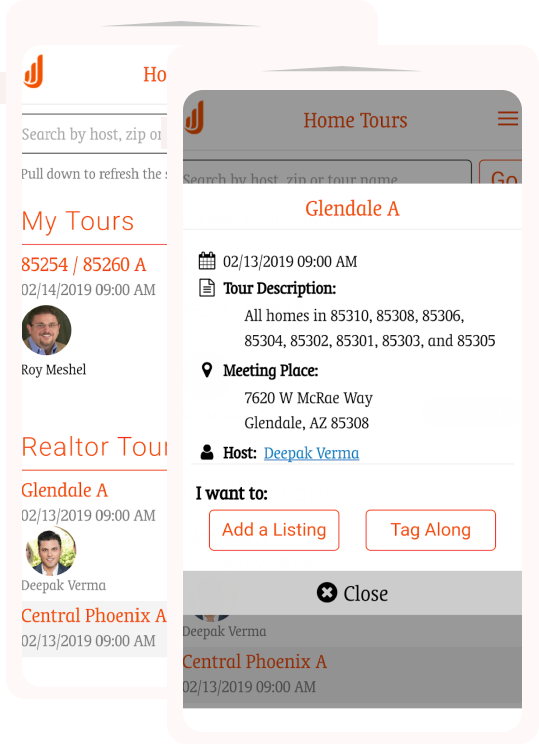 Ho
Search by host, zip or
Pull down to refresh the s
My Tours
85254 / 85260 A
02/14/2019 09:00 AM
Roy Meshel
Realtor Tour
Glendale A
02/13/2019 09:00 AM
Deepak Verma
Central Phoenix A
02/13/2019 09:00 AM
Home Tours
Search by host, zip or tour name
Go
Glendale A
02/13/2019 09:00 AM
Tour Description:
All homes in 85310, 85308, 85306,
85304, 85302, 85301, 85303, and 85305
Meeting Place:
7620 W McRae Way
Glendale, AZ 85308
Host: Deepak Verma
I want to:
Add a Listing Tag Along
Close
Deepak Verma
Central Phoenix A
02/13/2019 09:00 AM